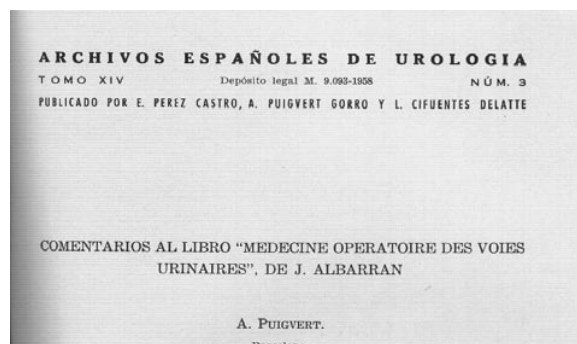 ARCHIVOS ESPAÑOLES DE UROLOGIA
TOMO XIV Depósito legal M. 9.093-1958 NÚM. 3
PUBLICADO POR E. PEREZ CASTRO, A. PUIGVERT GORRO Y L. CIFUENTES DELATTE
COMENTARIOS AL LIBRO “MEDECINE OPERATOIRE DES VOIES
URINAIRES”, DE J. ALBARRAN
A. PUIGVERT.